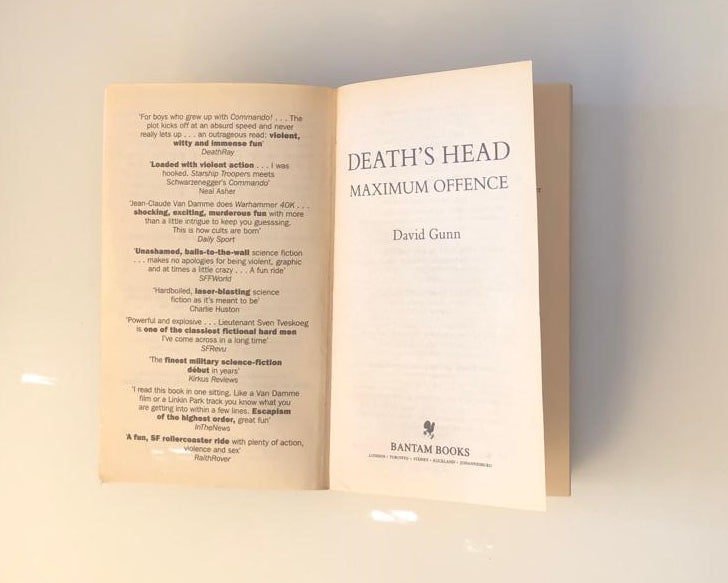 'For boys who grew up with Commando! . . . The
plot kicks off at an absurd speed and never
really lets up . . . an outrageous read; violent,
witty and immense fun'
DeathRay
'Loaded with violent action . . . I was
hooked. Starship Troopers meets
Schwarzenegger's Commando'
Neal Asher
'Jean-Claude Van Damme does Warhammer 40K . . .
shocking, exciting, murderous fun with more
than a little intrigue to keep you guesssing.
This is how cults are born'
Daily Sport
'Unashamed, balls-to-the-wall science fiction
. . . makes no apologies for being violent, graphic
and at times a little crazy . . . A fun ride'
SFFWorld
'Hardboiled, laser-blasting science
fiction as it's meant to be'
Charlie Huston
'Powerful and explosive . . . Lieutenant Sven Tveskoeg
is one of the classiest fictional hard men
I've come across in a long time'
SFRevu
'The finest military science-fiction
début in years'
Kirkus Reviews
'I read this book in one sitting. Like a Van Damme
film or a Linkin Park track you know what you
are getting into within a few lines. Escapism
of the highest order, great fun'
InTheNews
'A fun, SF rollercoaster ride with plenty of action,
violence and sex'
RaithRover
DEATH'S HEAD
MAXIMUM OFFENCE
David Gunn
BANTAM BOOKS
LONDON • TORONTO • SYDNEY • AUCKLAND • JOHANNESBURG